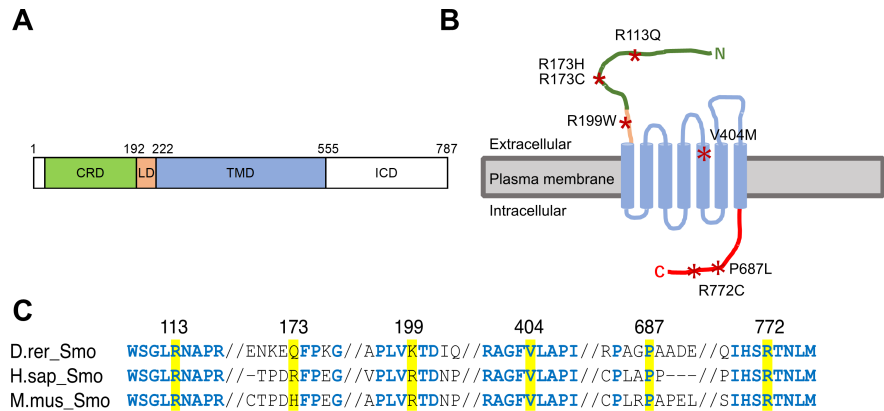 A
1 192 222 555 787
CRD LD TMD ICD
B
R113Q
N
R173H
R173C
R199W
V404M
Extracellular
Plasma membrane
Intracellular
C
P687L
R772C
C
113 173 199 404 687 772
D.rer_Smo WSGLRNAPR//ENKEQFPKG//APLVKTDIQ//RAGFVLAPI//RPAGPAADE//QIHSRTNLM
H.sap_Smo WSGLRNAPR//-TPDRFPEG//APLVRTDNP//RAGFVLAPI//CPLAPP---//PIHSRTNLM
M.mus_Smo WSGLRNAPR//CTPDHFPEG//APLVRTDNP//RAGFVLAPI//CPLRPAPEL//SIHSRTNLM